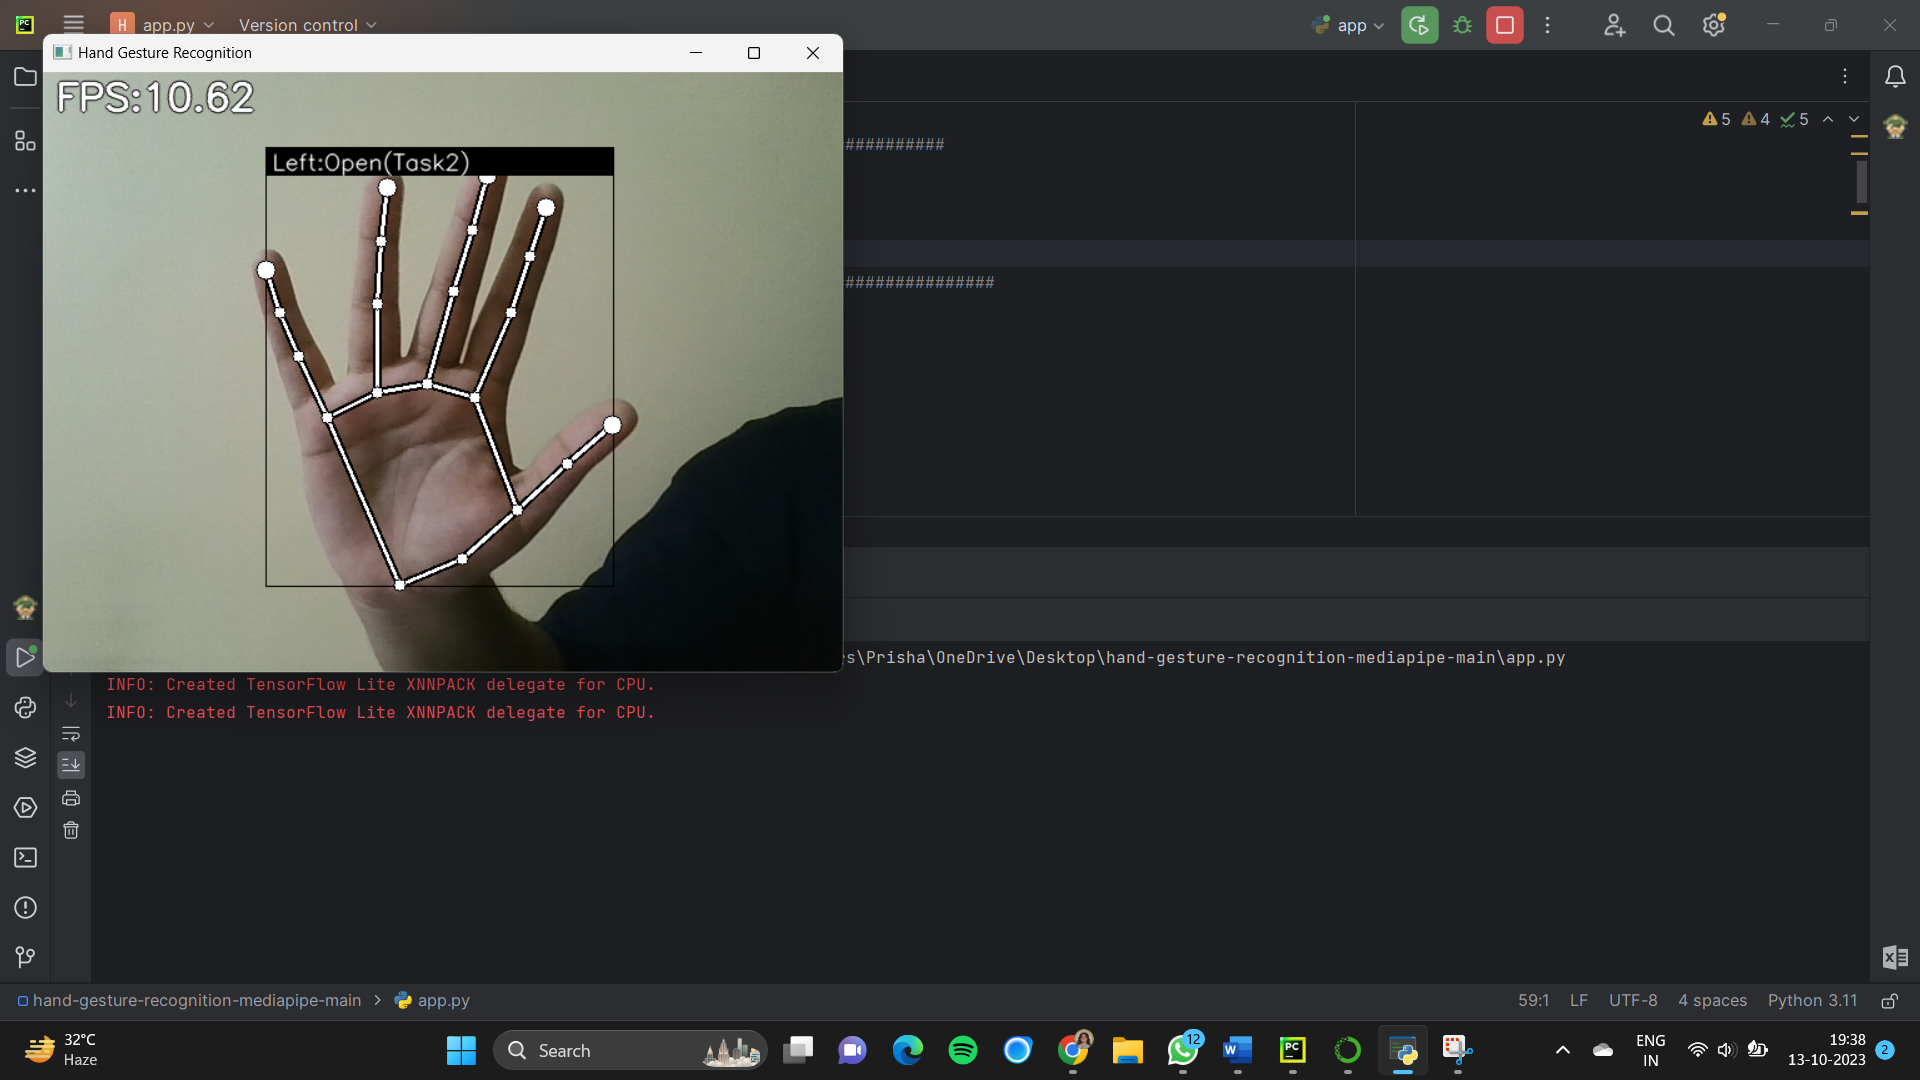 PC
H
app.py
Version control
app
Hand Gesture Recognition
FPS:10.62
Left:Open(Task2)
5
4
5
##########
###############
s\Prisha\OneDrive\Desktop\hand-gesture-recognition-mediapipe-main\app.py
INFO: Created TensorFlow Lite XNNPACK delegate for CPU.
INFO: Created TensorFlow Lite XNNPACK delegate for CPU.
hand-gesture-recognition-mediapipe-main > app.py
59:1
LF
UTF-8
4 spaces
Python 3.11
32°C
Haze
Search
12
W
PC
ENG
IN
19:38
13-10-2023
2